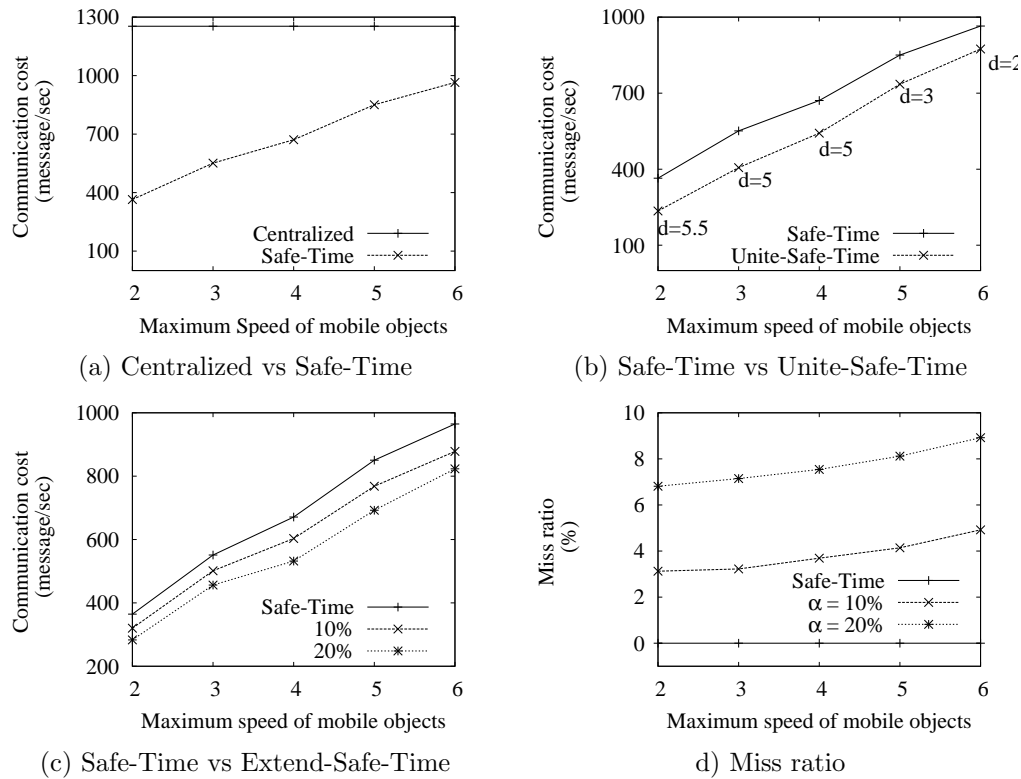 1300
1000
700
400
100
Communication cost
(message/sec)
Centralized
Safe-Time
2 3 4 5 6
Maximum Speed of mobile objects
(a) Centralized vs Safe-Time
1000
700
400
100
Communication cost
(message/sec)
d=5.5
d=5
d=5
d=3
d=2
Safe-Time
Unite-Safe-Time
2 3 4 5 6
Maximum speed of mobile objects
(b) Safe-Time vs Unite-Safe-Time
1000
800
600
400
200
Communication cost
(message/sec)
Safe-Time
10%
20%
2 3 4 5 6
Maximum speed of mobile objects
(c) Safe-Time vs Extend-Safe-Time
10
8
6
4
2
0
Miss ratio
(%)
Safe-Time
α = 10%
α = 20%
2 3 4 5 6
Maximum speed of mobile objects
d) Miss ratio